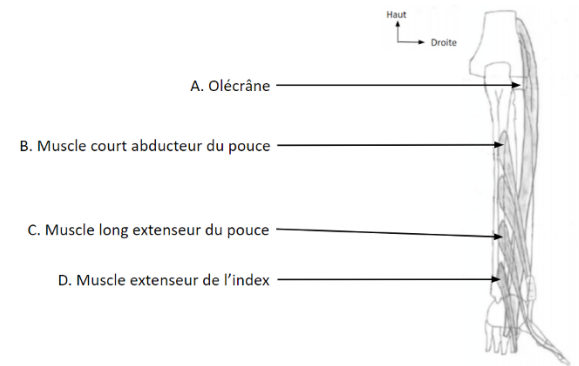 Haut
Droite
A. Olécrâne
B. Muscle court abducteur du pouce
C. Muscle long extenseur du pouce
D. Muscle extenseur de l’index